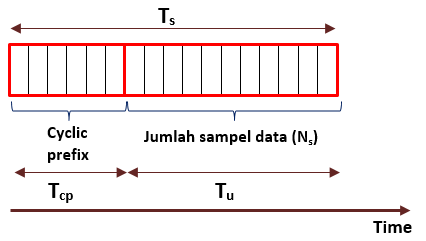 Ts
Cyclic
prefix
Jumlah sampel data (Ns)
Tcp
Tu
Time